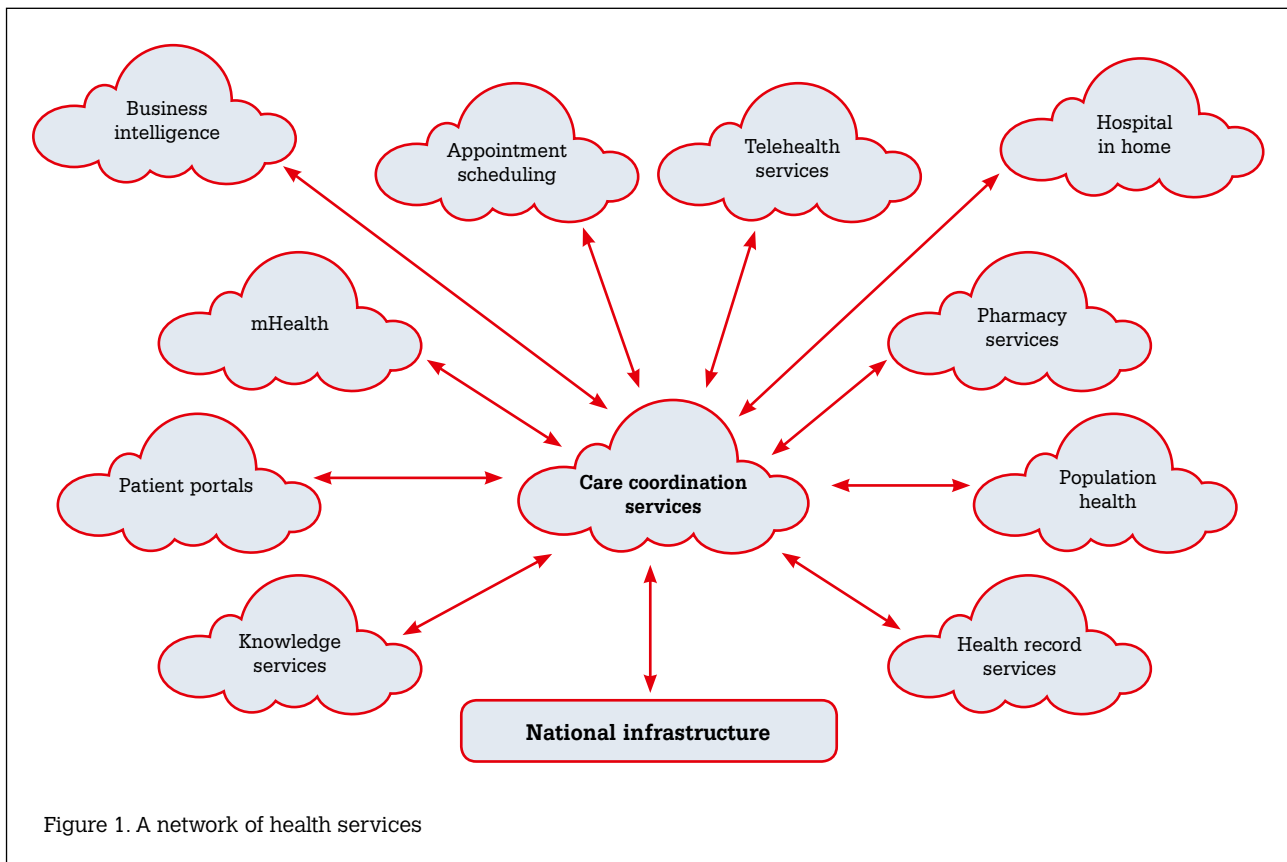 Business
intelligence
Appointment
scheduling
Telehealth
services
Hospital
in home
mHealth
Pharmacy
services
Patient portals
Care coordination
services
Population
health
Knowledge
services
Health record
services
National infrastructure
Figure 1. A network of health services